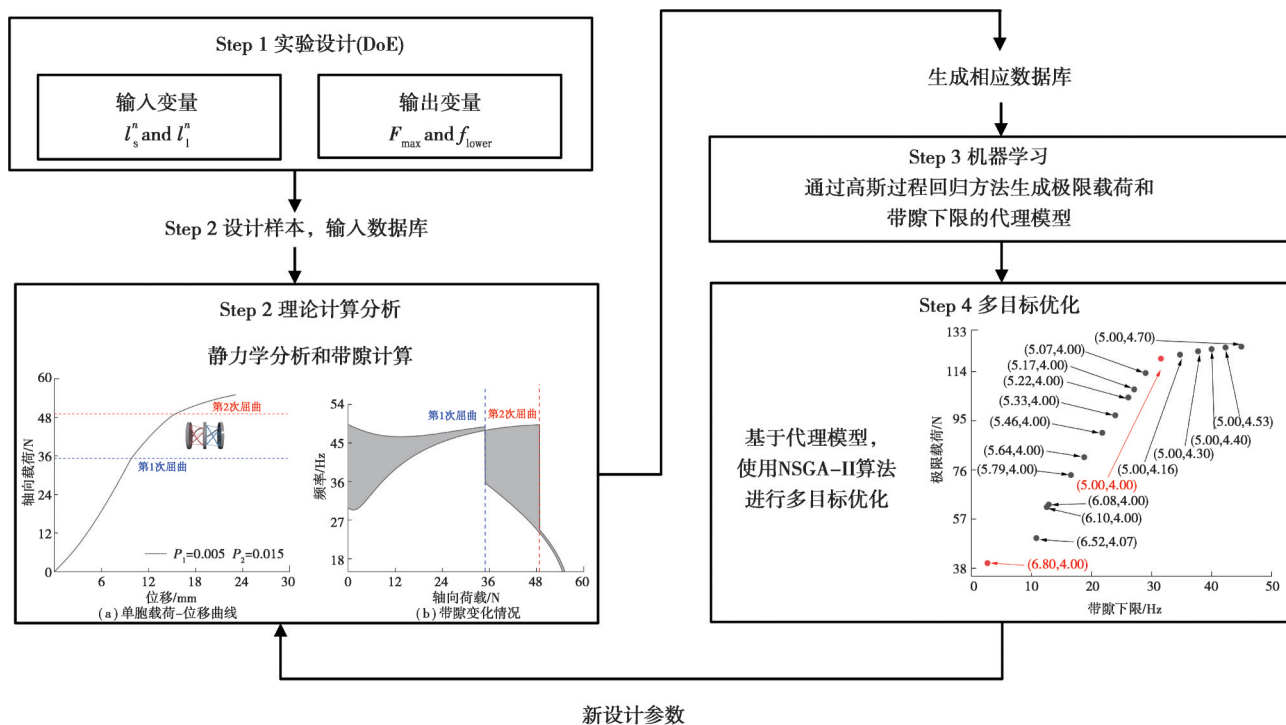 Step 1 实验设计(DoE)
输入变量
l_s^n and l_1^n
输出变量
F_max and f_lower
Step 2 设计样本，输入数据库
Step 2 理论计算分析
静力学分析和带隙计算
轴向载荷/N
60
48
36
24
12
0
第2次屈曲
第1次屈曲
P_1=0.005 P_2=0.015
6 12 18 24 30
位移/mm
(a)单胞载荷-位移曲线
频率/Hz
54
49
45
36
27
18
第1次屈曲
第2次屈曲
0 12 24 36 48 60
轴向荷载/N
(b)带隙变化情况
生成相应数据库
Step 3 机器学习
通过高斯过程回归方法生成极限载荷和
带隙下限的代理模型
Step 4 多目标优化
基于代理模型，
使用NSGA-II算法
进行多目标优化
极限载荷/N
133
114
95
76
57
38
(5.00,4.70)
(5.07,4.00)
(5.17,4.00)
(5.22,4.00)
(5.33,4.00)
(5.46,4.00)
(5.64,4.00)
(5.79,4.00)
(5.00,4.00)
(5.00,4.16)
(5.00,4.30)
(5.00,4.40)
(5.00,4.53)
(6.08,4.00)
(6.10,4.00)
(6.52,4.07)
(6.80,4.00)
0 10 20 30 40 50
带隙下限/Hz
新设计参数